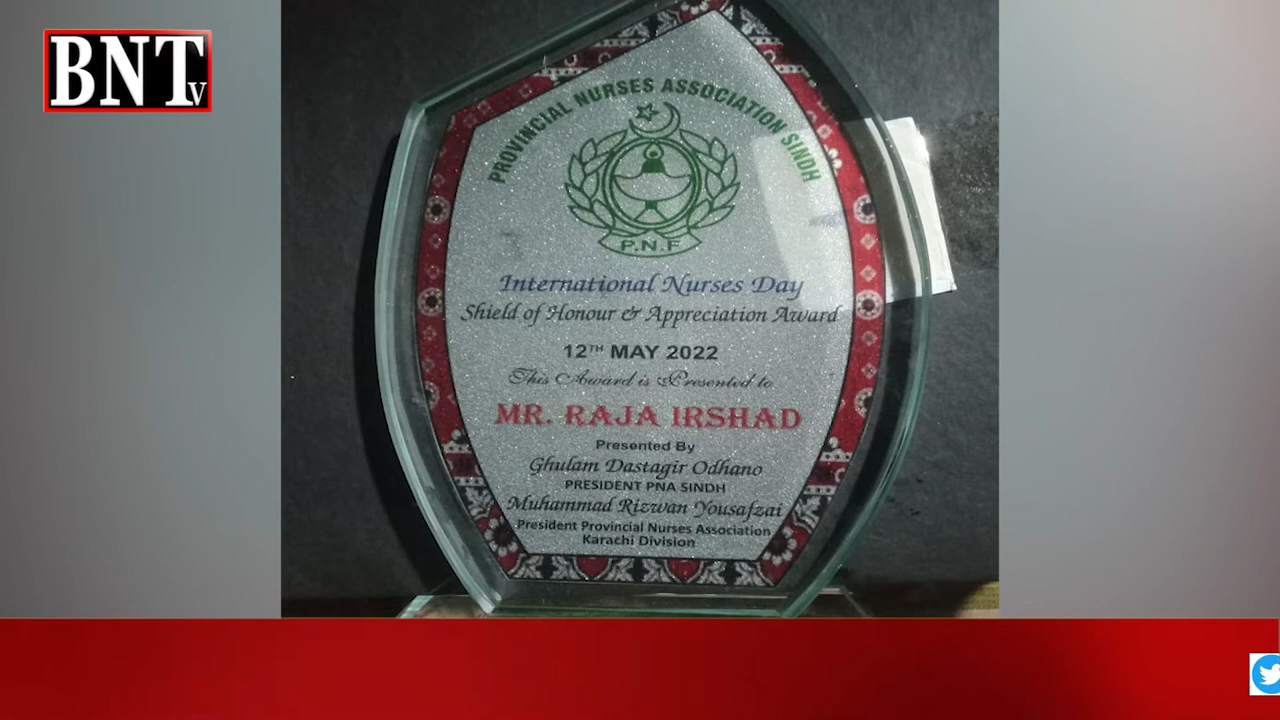 BNT
TV
PROVINCIAL NURSES ASSOCIATION SINDH
P.N.F
International Nurses Day
Shield of Honour & Appreciation Award
12TH MAY 2022
This Award is Presented to
MR. RAJA IRSHAD
Presented By
Ghulam Dastagir Odhano
PRESIDENT PNA SINDH
Muhammad Rizwan Yousafzai
President Provincial Nurses Association
Karachi Division